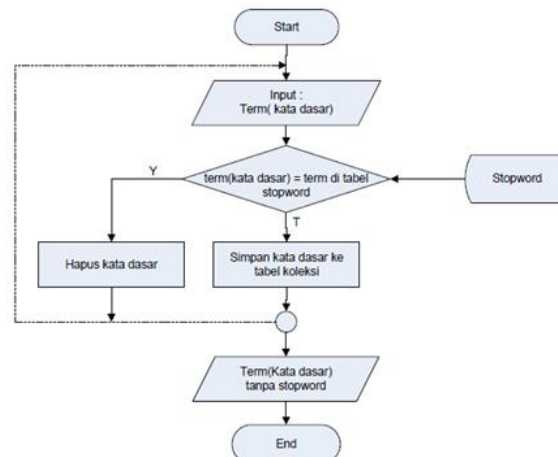 Start
Input :
Term( kata dasar)
term(kata dasar) = term di tabel
stopword
Stopword
Y
T
Hapus kata dasar
Simpan kata dasar ke
tabel koleksi
Term(Kata dasar)
tanpa stopword
End